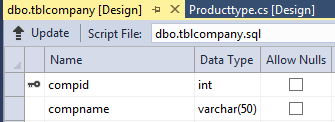 dbo.tblcompany [Design] Producttype.cs [Design]
Update Script File: dbo.tblcompany.sql
Name Data Type Allow Nulls
compid int
compname varchar(50)